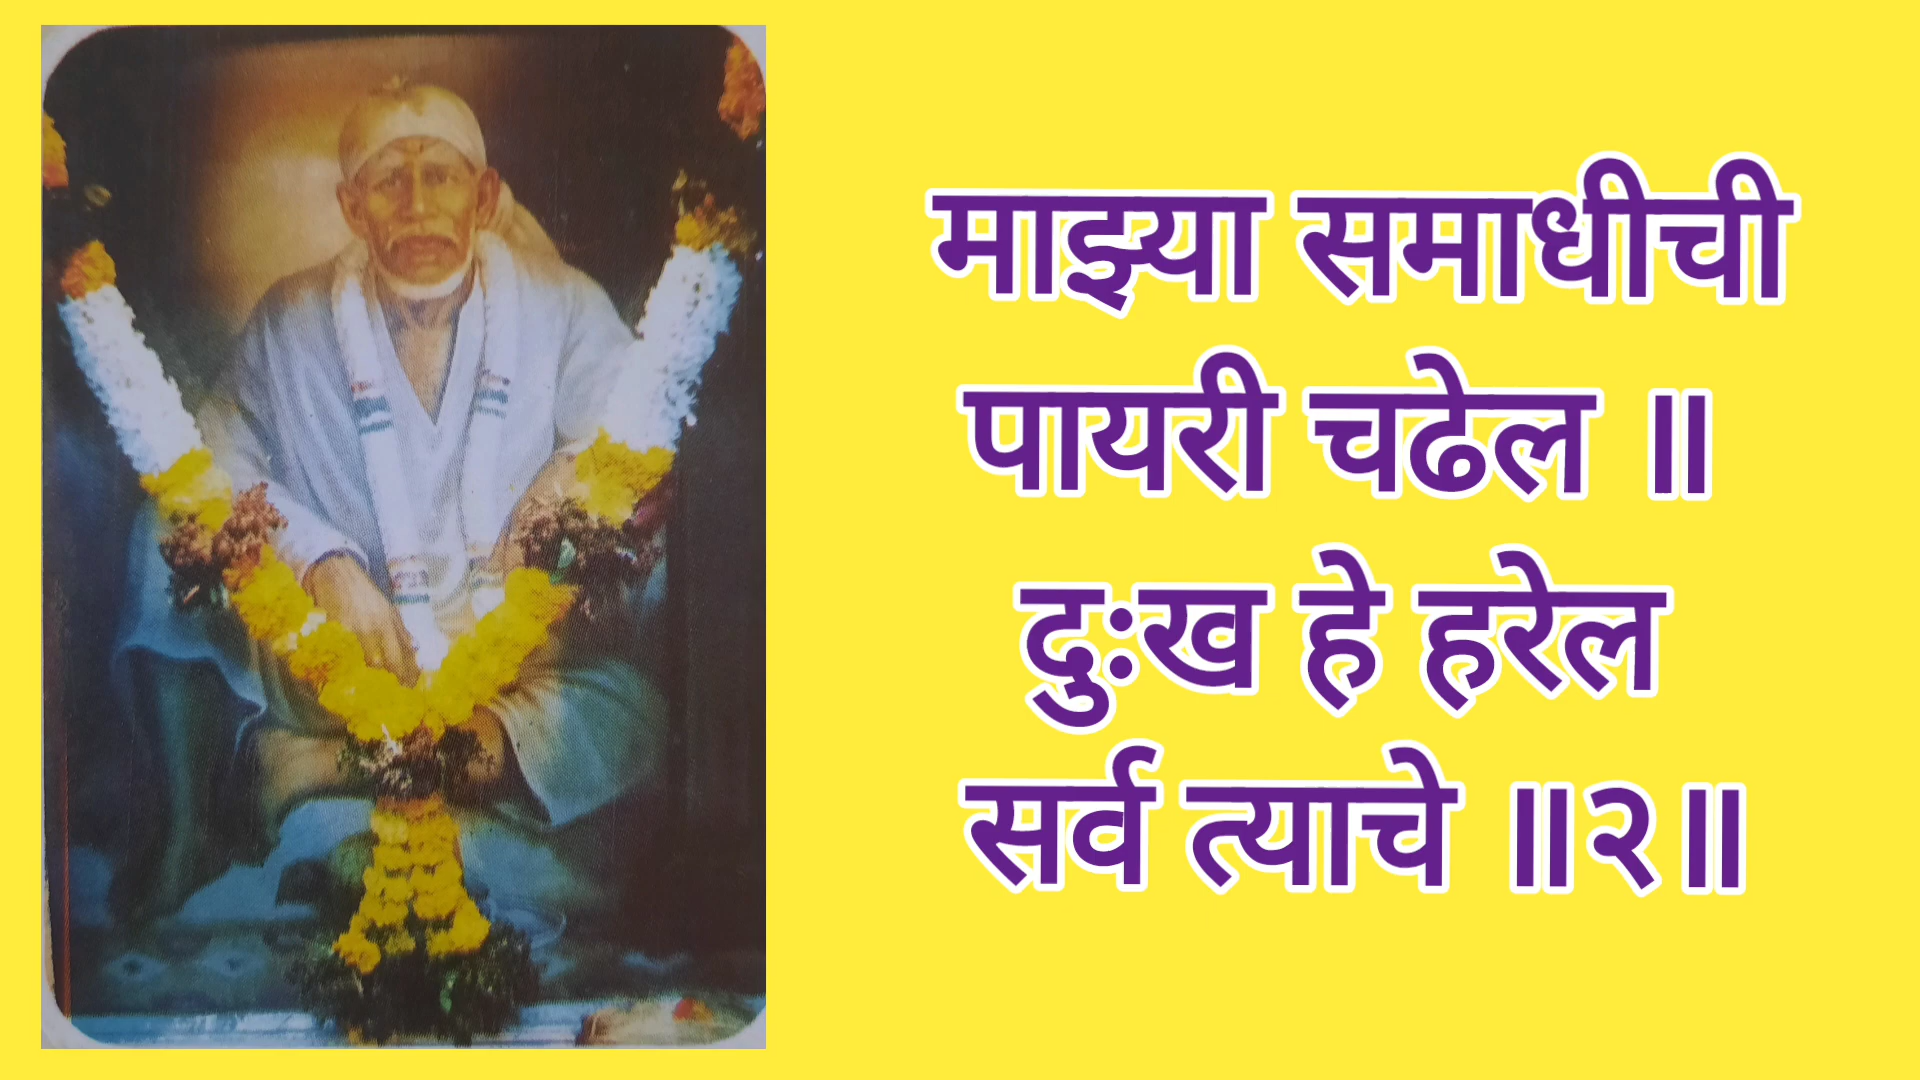 माझ्या समाधीची
पायरी चढेल ॥
दुःख हे हरेल
सर्व त्याचे ॥२॥